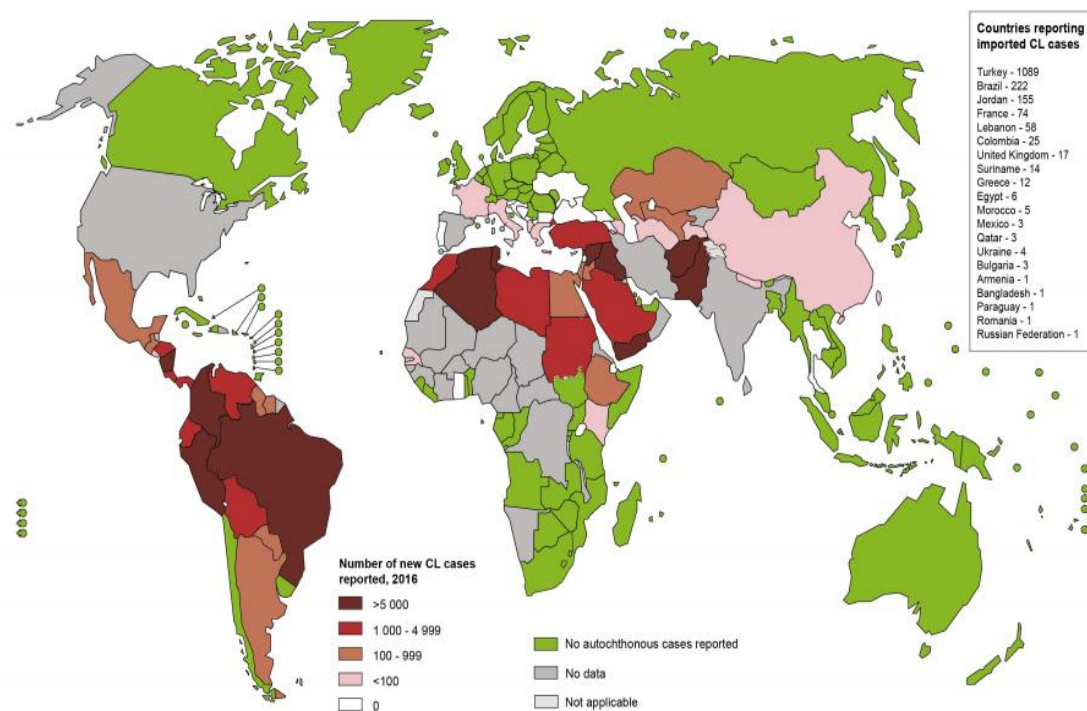 Countries reporting
imported CL cases
Turkey - 1089
Brazil - 222
Jordan - 155
France - 74
Lebanon - 58
Colombia - 25
United Kingdom - 17
Suriname - 14
Greece - 12
Egypt - 6
Morocco - 5
Mexico - 3
Qatar - 3
Ukraine - 4
Bulgaria - 3
Armenia - 1
Bangladesh - 1
Paraguay - 1
Romania - 1
Russian Federation - 1
Number of new CL cases
reported, 2016
>5 000
1 000 - 4 999
100 - 999
<100
0
No autochthonous cases reported
No data
Not applicable